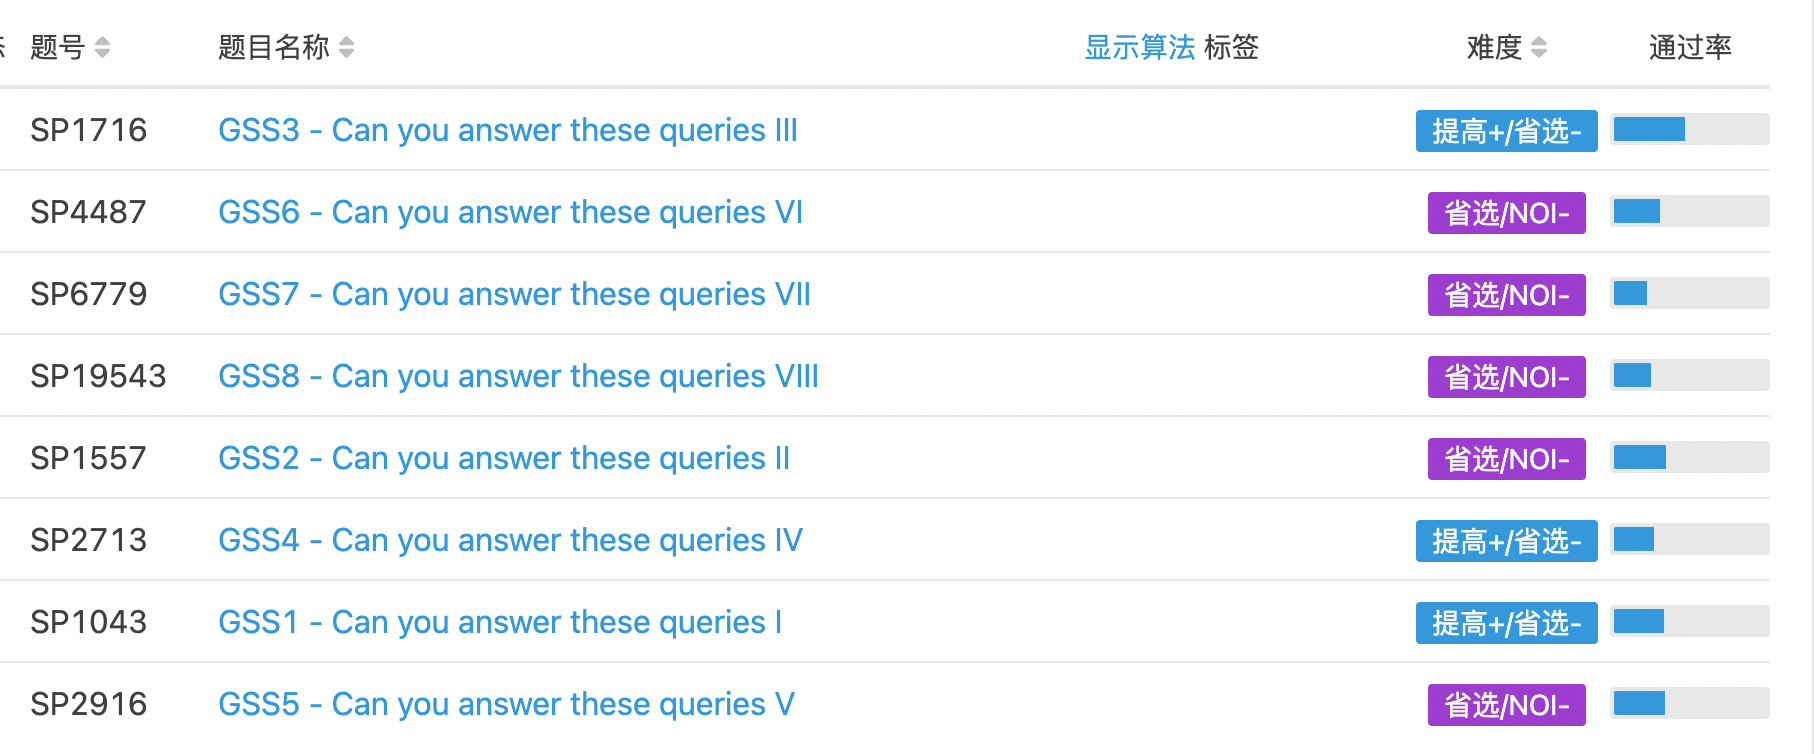 题号 题目名称 显示算法 标签 难度 通过率
SP1716 GSS3 - Can you answer these queries III 提高+/省选-
SP4487 GSS6 - Can you answer these queries VI 省选/NOI-
SP6779 GSS7 - Can you answer these queries VII 省选/NOI-
SP19543 GSS8 - Can you answer these queries VIII 省选/NOI-
SP1557 GSS2 - Can you answer these queries II 省选/NOI-
SP2713 GSS4 - Can you answer these queries IV 提高+/省选-
SP1043 GSS1 - Can you answer these queries I 提高+/省选-
SP2916 GSS5 - Can you answer these queries V 省选/NOI-